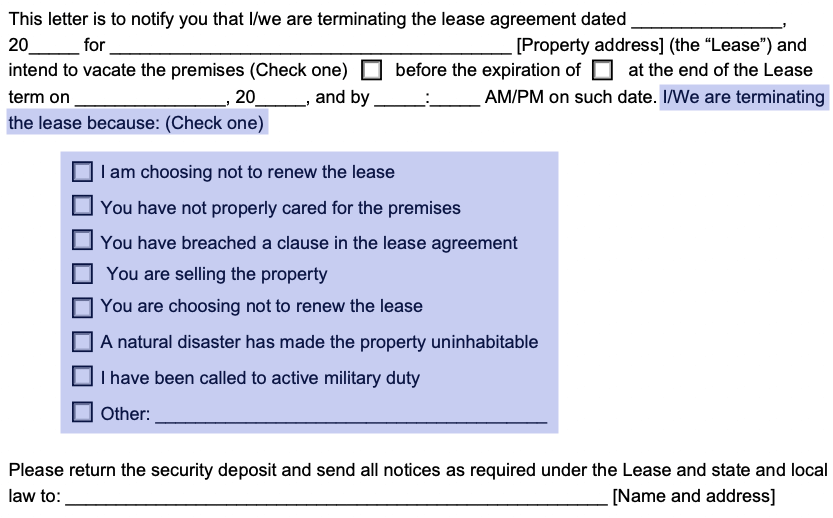 This letter is to notify you that I/we are terminating the lease agreement dated _______________,
20_____ for ________________________________________ [Property address] (the “Lease”) and
intend to vacate the premises (Check one) ☐ before the expiration of ☐ at the end of the Lease
term on _______________, 20_____, and by _____:_____ AM/PM on such date. I/We are terminating
the lease because: (Check one)
☐ I am choosing not to renew the lease
☐ You have not properly cared for the premises
☐ You have breached a clause in the lease agreement
☐ You are selling the property
☐ You are choosing not to renew the lease
☐ A natural disaster has made the property uninhabitable
☐ I have been called to active military duty
☐ Other: _______________________________________
Please return the security deposit and send all notices as required under the Lease and state and local
law to: ______________________________________________________ [Name and address]